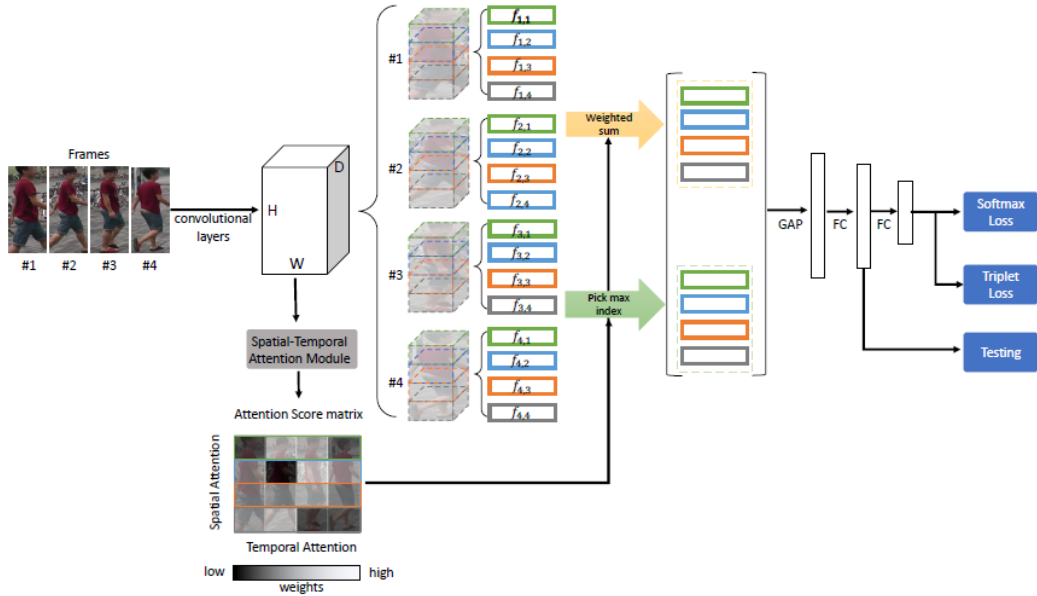 Frames
#1
#2
#3
#4
convolutional
layers
H
D
W
Spatial-Temporal
Attention Module
Attention Score matrix
Spatial Attention
Temporal Attention
low
high
weights
#1
f1,1
f1,2
f1,3
f1,4
#2
f2,1
f2,2
f2,3
f2,4
#3
f3,1
f3,2
f3,3
f3,4
#4
f4,1
f4,2
f4,3
f4,4
Weighted
sum
Pick max
index
GAP
FC
FC
Softmax
Loss
Triplet
Loss
Testing